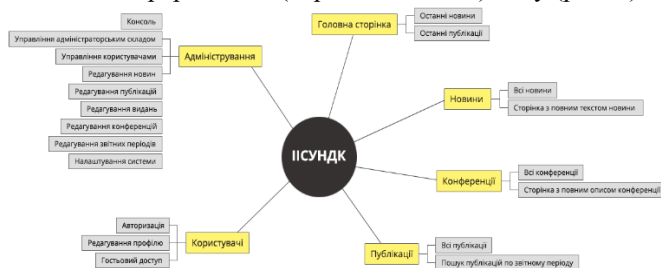 Консоль
Управління адміністраторським складом
Управління користувачами
Редагування новин
Редагування публікацій
Редагування видань
Редагування конференцій
Редагування звітних періодів
Налаштування системи
Адміністрування
Головна сторінка
Останні новини
Останні публікації
Новини
Всі новини
Сторінка з повним текстом новини
ІІСУНДК
Конференції
Всі конференції
Сторінка з повним описом конференції
Авторизація
Редагування профілю
Гостьовий доступ
Користувачі
Публікації
Всі публікації
Пошук публікацій по звітному періоду